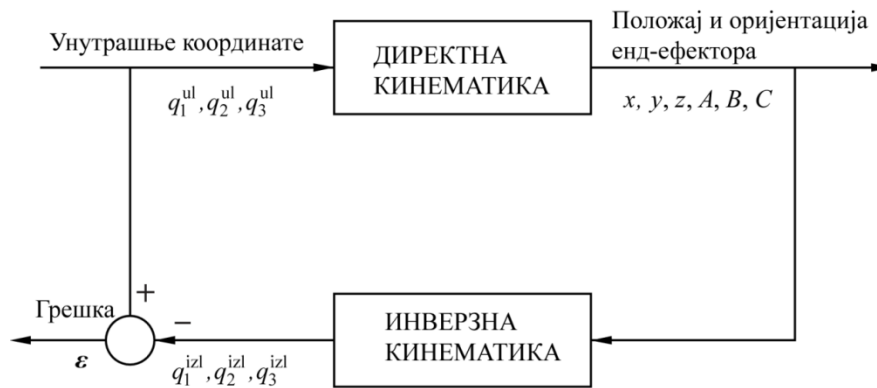 Унутрашње координате
ДИРЕКТНА
КИНЕМАТИКА
Положај и оријентација
енд-ефектора
q₁ᵘˡ, q₂ᵘˡ, q₃ᵘˡ
x, y, z, A, B, C
Грешка
+
−
ε
q₁ⁱᶻˡ, q₂ⁱᶻˡ, q₃ⁱᶻˡ
ИНВЕРЗНА
КИНЕМАТИКА